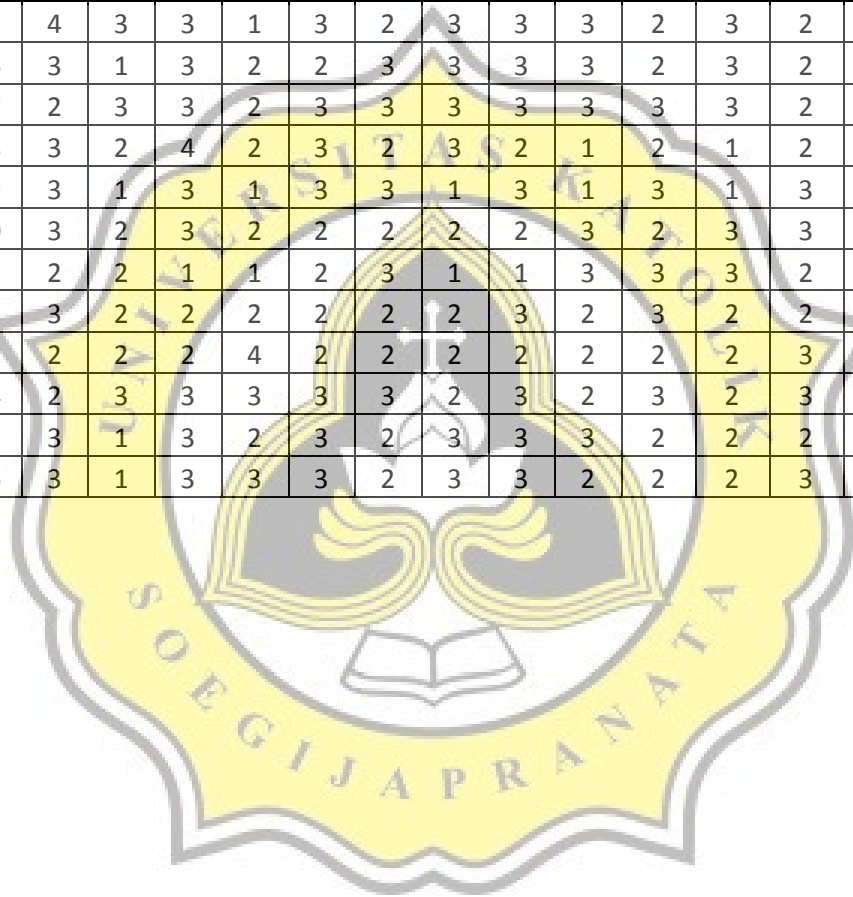 4 3 3 1 3 2 3 3 3 2 3 2
3 1 3 2 2 3 3 3 3 2 3 2
2 3 3 2 3 3 3 3 3 3 3 2
3 2 4 2 3 2 3 2 1 2 1 2
3 1 3 1 3 3 1 3 1 3 1 3
3 2 3 2 2 2 2 2 3 2 3 3
2 2 1 1 2 3 1 1 3 3 3 2
3 2 2 2 2 2 2 3 2 3 2 2
2 2 2 4 2 2 2 2 2 2 2 3
2 3 3 3 3 3 2 3 2 3 2 3
3 1 3 2 3 2 3 3 3 2 2 2
3 1 3 3 3 2 3 3 2 2 2 3
UNIVERSITAS KATOLIK
SOEGIJAPRANATA